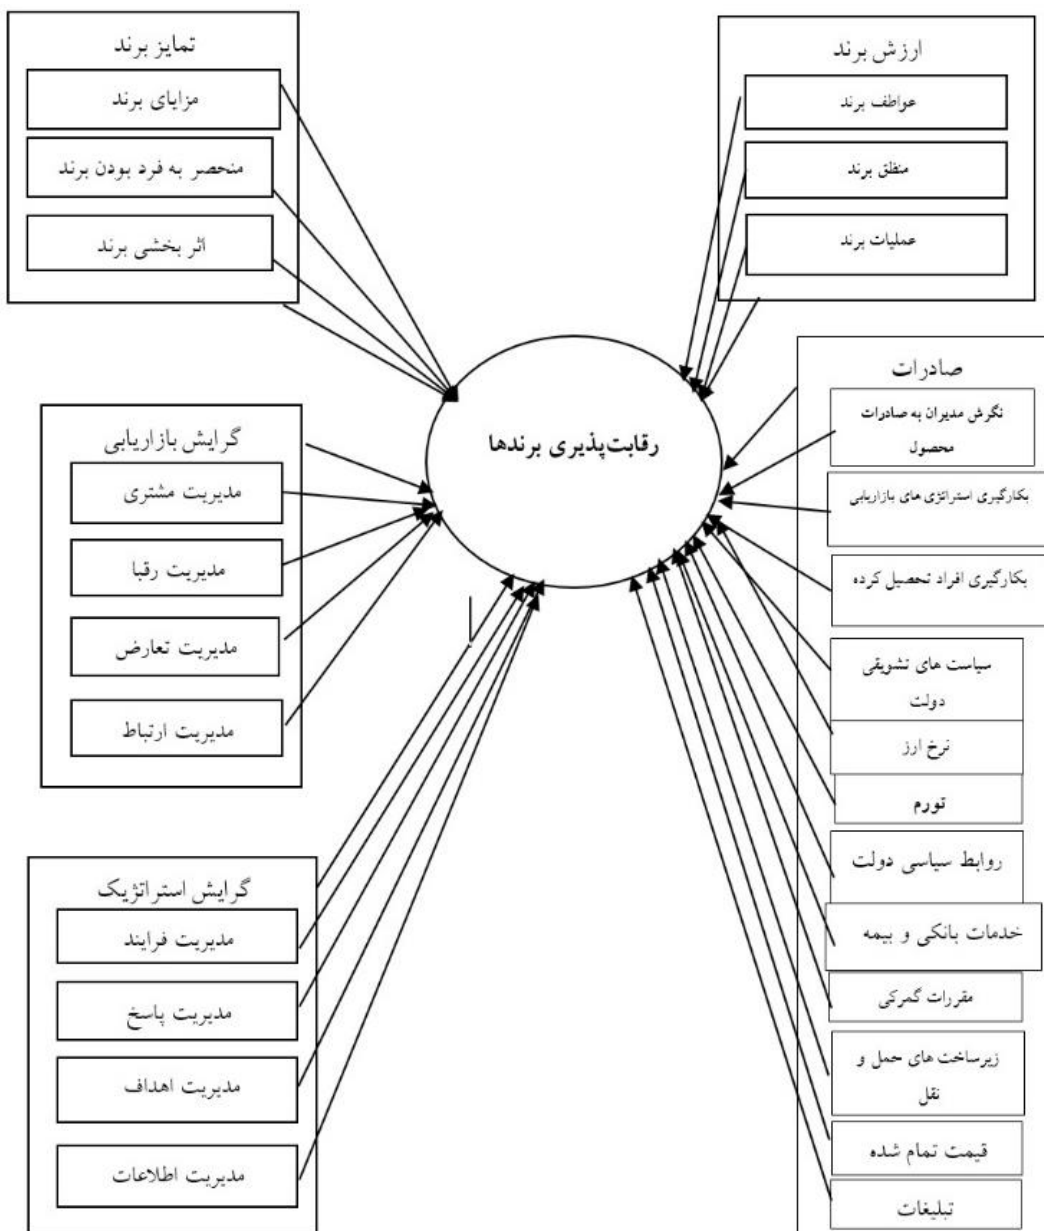 ارزش برند
عواطف برند
منظق برند
عملیات برند
تمایز برند
مزایای برند
منحصر به فرد بودن برند
اثر بخشی برند
رقابت‌پذیری برندها
صادرات
نگرش مدیران به صادرات
محصول
بکارگیری استراتژی های بازاریابی
بکارگیری افراد تحصیل کرده
سیاست های تشویقی
دولت
نرخ ارز
تورم
روابط سیاسی دولت
خدمات بانکی و بیمه
مقررات گمرکی
زیرساخت های حمل و
نقل
قیمت تمام شده
تبلیغات
گرایش بازاریابی
مدیریت مشتری
مدیریت رقبا
مدیریت تعارض
مدیریت ارتباط
گرایش استراتژیک
مدیریت فرایند
مدیریت پاسخ
مدیریت اهداف
مدیریت اطلاعات